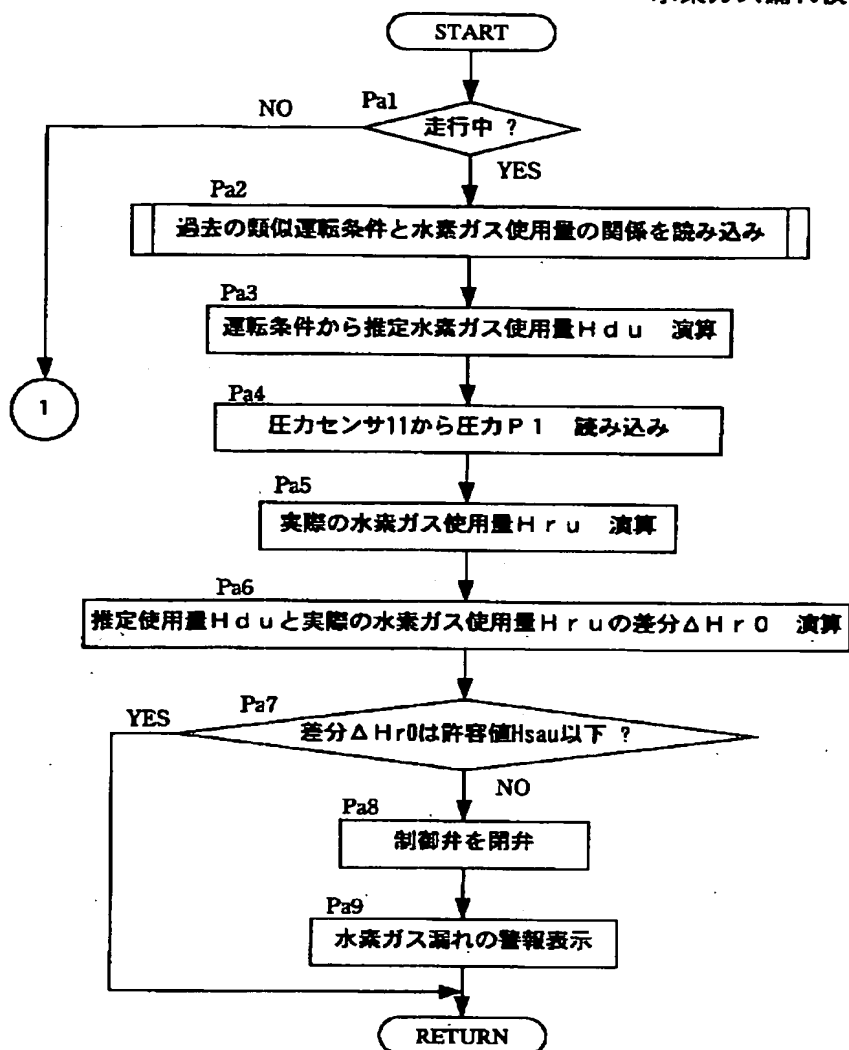 START
Pa1
NO
走行中 ?
YES
Pa2
過去の類似運転条件と水素ガス使用量の関係を読み込み
Pa3
運転条件から推定水素ガス使用量Hdu 演算
1
Pa4
圧力センサ11から圧力P1 読み込み
Pa5
実際の水素ガス使用量Hru 演算
Pa6
推定使用量Hduと実際の水素ガス使用量Hruの差分ΔHr0 演算
Pa7
YES
差分ΔHr0は許容値Hsau以下 ?
NO
Pa8
制御弁を閉弁
Pa9
水素ガス漏れの警報表示
RETURN